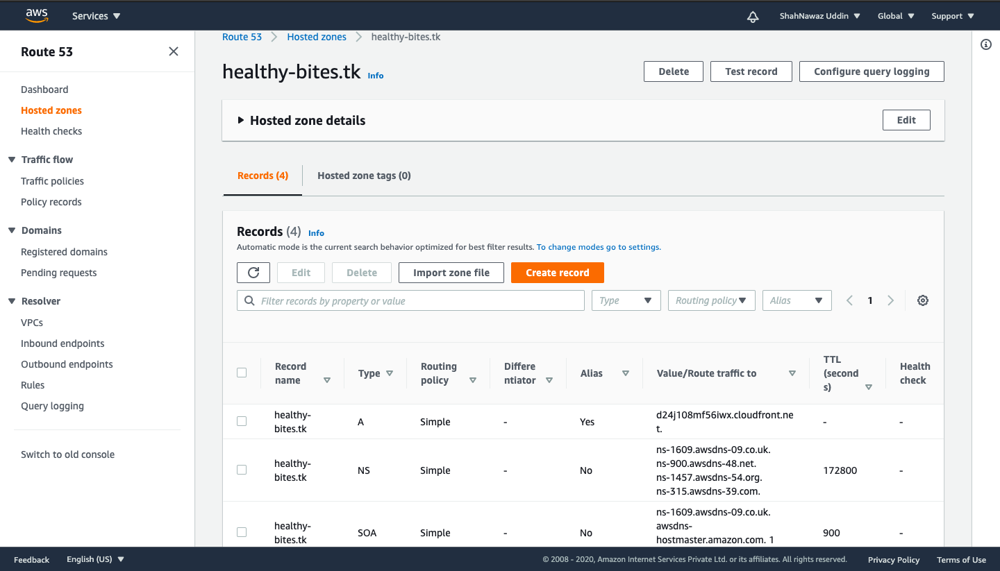 aws
Services
ShahNawaz Uddin
Global
Support
Route 53
Dashboard
Hosted zones
Health checks
Traffic flow
Traffic policies
Policy records
Domains
Registered domains
Pending requests
Resolver
VPCs
Inbound endpoints
Outbound endpoints
Rules
Query logging
Switch to old console
Route 53 > Hosted zones > healthy-bites.tk
healthy-bites.tk Info
Delete
Test record
Configure query logging
Hosted zone details
Edit
Records (4)
Hosted zone tags (0)
Records (4) Info
Automatic mode is the current search behavior optimized for best filter results. To change modes go to settings.
Edit
Delete
Import zone file
Create record
Filter records by property or value
Type
Routing policy
Alias
1
Record
name
Type
Routing
policy
Differe
ntiator
Alias
Value/Route traffic to
TTL
(second
s)
Health
check
healthy-
bites.tk
A
Simple
-
Yes
d24j108mf56iwx.cloudfront.ne
t.
-
-
healthy-
bites.tk
NS
Simple
-
No
ns-1609.awsdns-09.co.uk.
ns-900.awsdns-48.net.
ns-1457.awsdns-54.org.
ns-315.awsdns-39.com.
172800
-
healthy-
bites.tk
SOA
Simple
-
No
ns-1609.awsdns-09.co.uk.
awsdns-
hostmaster.amazon.com. 1
900
-
Feedback
English (US)
© 2008 - 2020, Amazon Internet Services Private Ltd. or its affiliates. All rights reserved.
Privacy Policy
Terms of Use